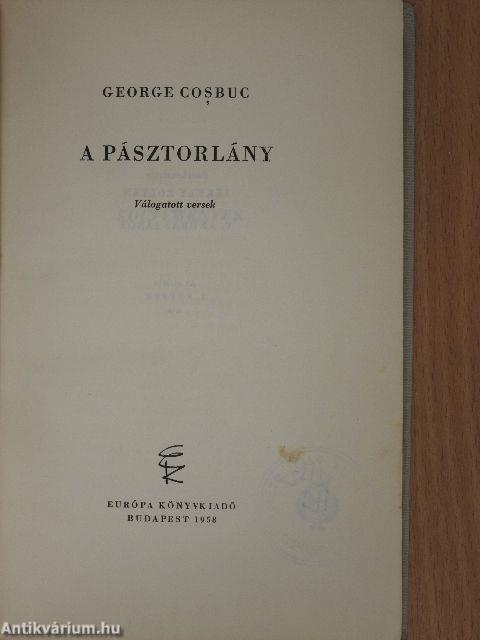 GEORGE COȘBUC
A PÁSZTORLÁNY
Válogatott versek
EURÓPA KÖNYVKIADÓ
BUDAPEST 1958
Antikvárium.hu